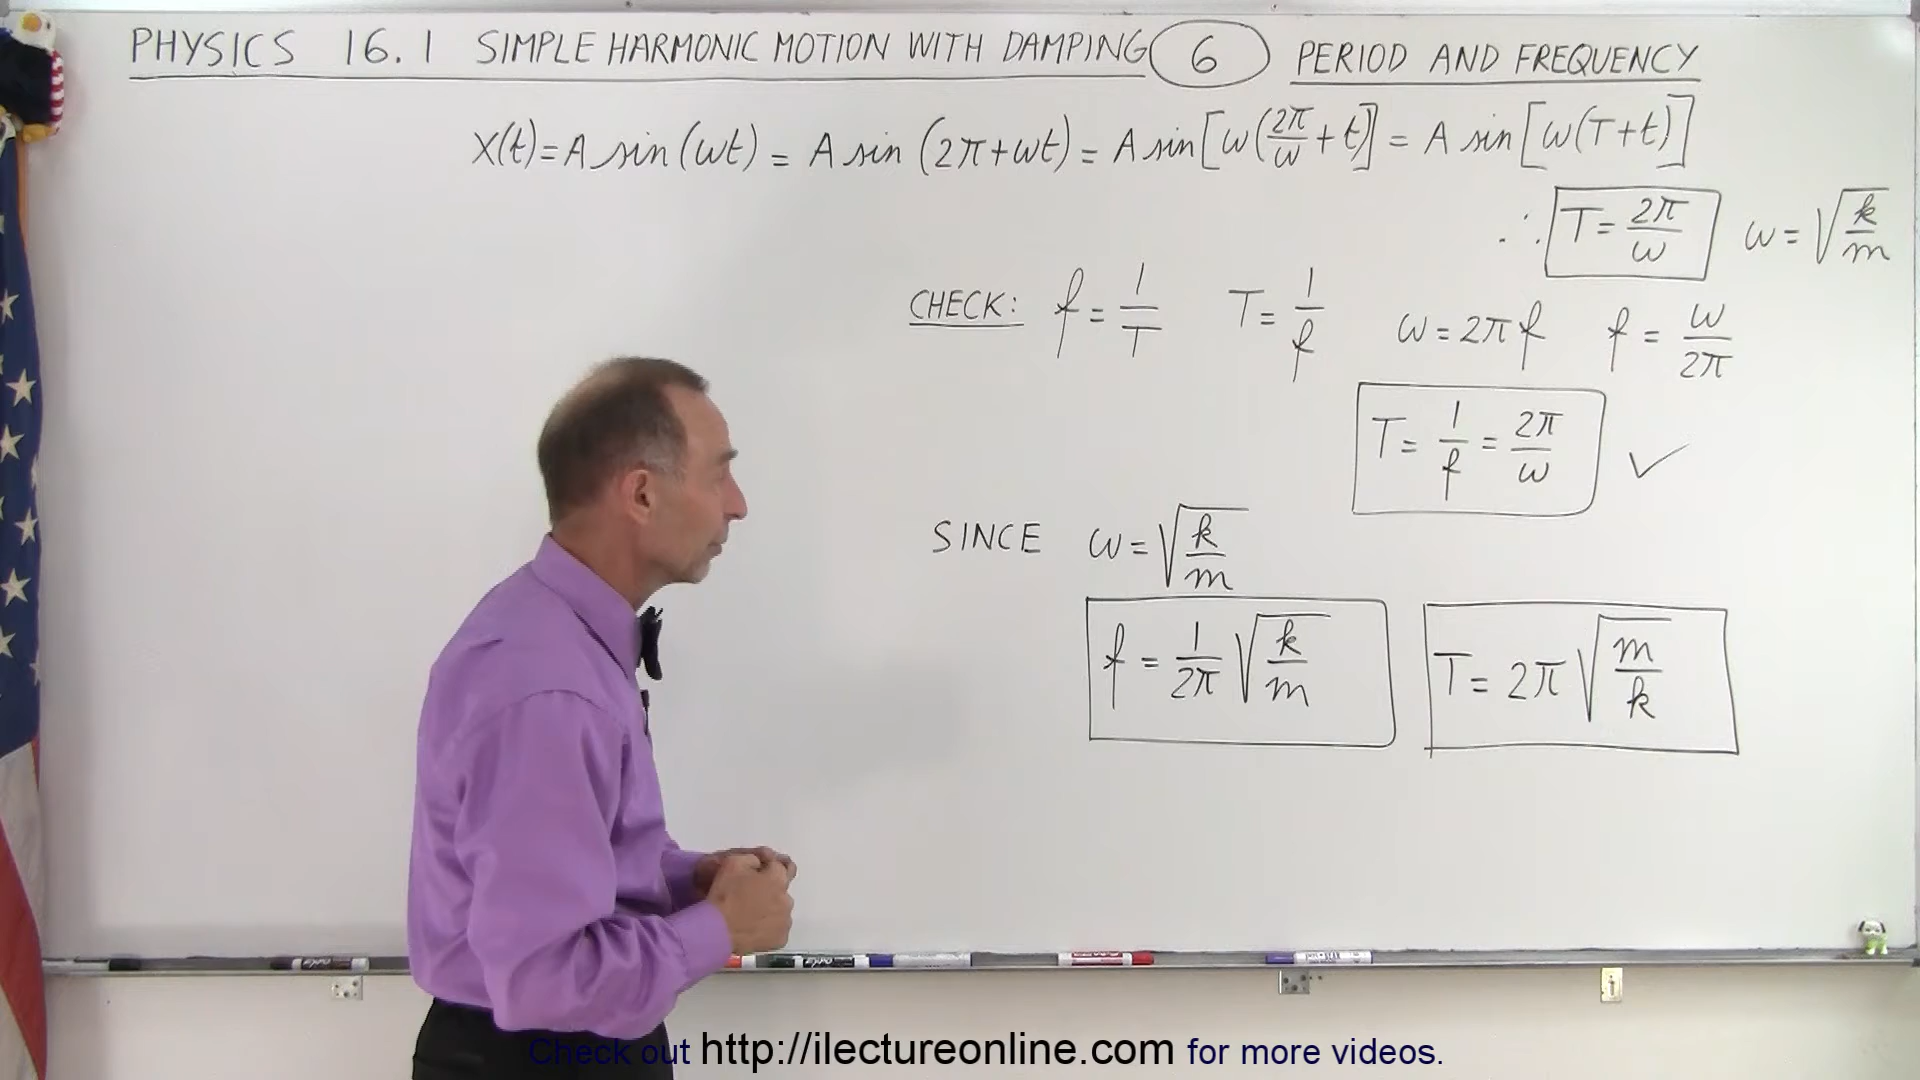 PHYSICS 16.1 SIMPLE HARMONIC MOTION WITH DAMPING 6 PERIOD AND FREQUENCY
X(t)=A sin(ωt) = A sin (2π+ωt) = A sin[ω(2π/ω + t)] = A sin[ω(T+t)]
∴ T = 2π/ω ω = √(k/m)
CHECK: f = 1/T T = 1/f ω = 2πf f = ω/2π
T = 1/f = 2π/ω ✓
SINCE ω = √(k/m)
f = 1/2π √(k/m) T = 2π √(m/k)
Check out http://ilectureonline.com for more videos.